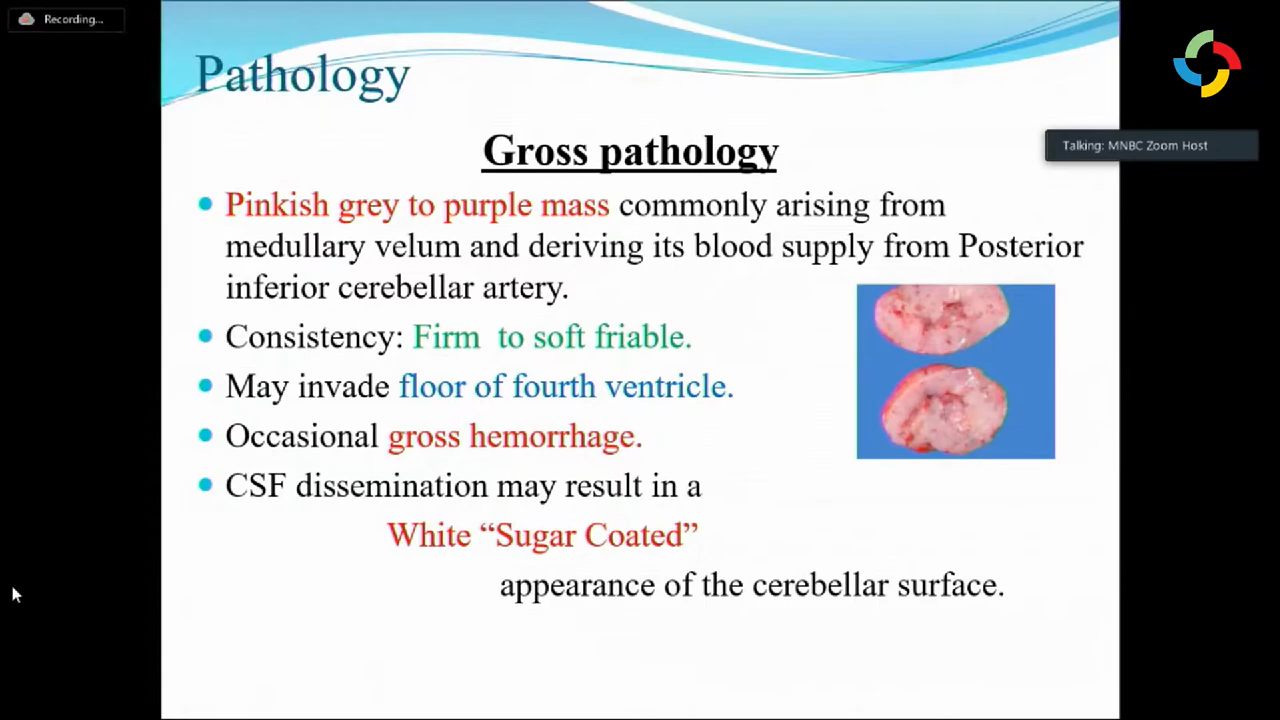 Recording...
Pathology
Talking: MNBC Zoom Host
Gross pathology
Pinkish grey to purple mass commonly arising from
medullary velum and deriving its blood supply from Posterior
inferior cerebellar artery.
Consistency: Firm to soft friable.
May invade floor of fourth ventricle.
Occasional gross hemorrhage.
CSF dissemination may result in a
White “Sugar Coated”
appearance of the cerebellar surface.